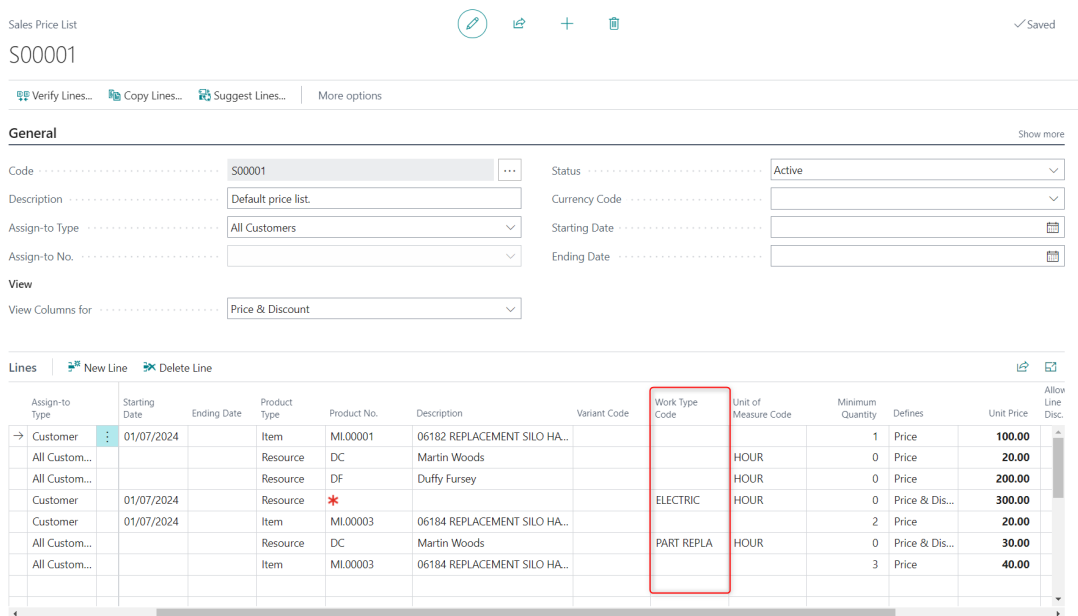 Sales Price List
Saved
S00001
Verify Lines... Copy Lines... Suggest Lines... More options
General Show more
Code S00001 ... Status Active
Description Default price list. Currency Code
Assign-to Type All Customers Starting Date
Assign-to No. Ending Date
View
View Columns for Price & Discount
Lines New Line Delete Line
Assign-to Type Starting Date Ending Date Product Type Product No. Description Variant Code Work Type Code Unit of Measure Code Minimum Quantity Defines Unit Price Allow Line Disc.
Customer 01/07/2024 Item MI.00001 06182 REPLACEMENT SILO HA... 1 Price 100.00
All Custom... Resource DC Martin Woods HOUR 0 Price 20.00
All Custom... Resource DF Duffy Fursey HOUR 0 Price 200.00
Customer 01/07/2024 Resource * ELECTRIC HOUR 0 Price & Dis... 300.00
Customer 01/07/2024 Item MI.00003 06184 REPLACEMENT SILO HA... 2 Price 20.00
All Custom... Resource DC Martin Woods PART REPLA HOUR 0 Price & Dis... 30.00
All Custom... Item MI.00003 06184 REPLACEMENT SILO HA... 3 Price 40.00